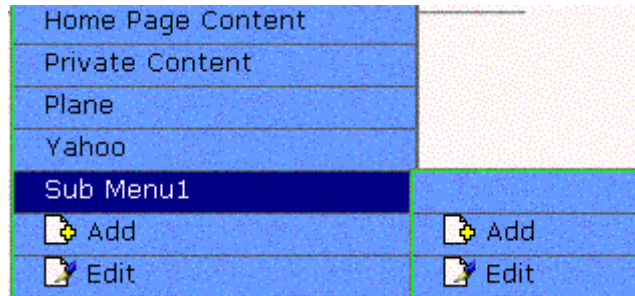 Home Page Content
Private Content
Plane
Yahoo
Sub Menu1
Add
Edit
Add
Edit